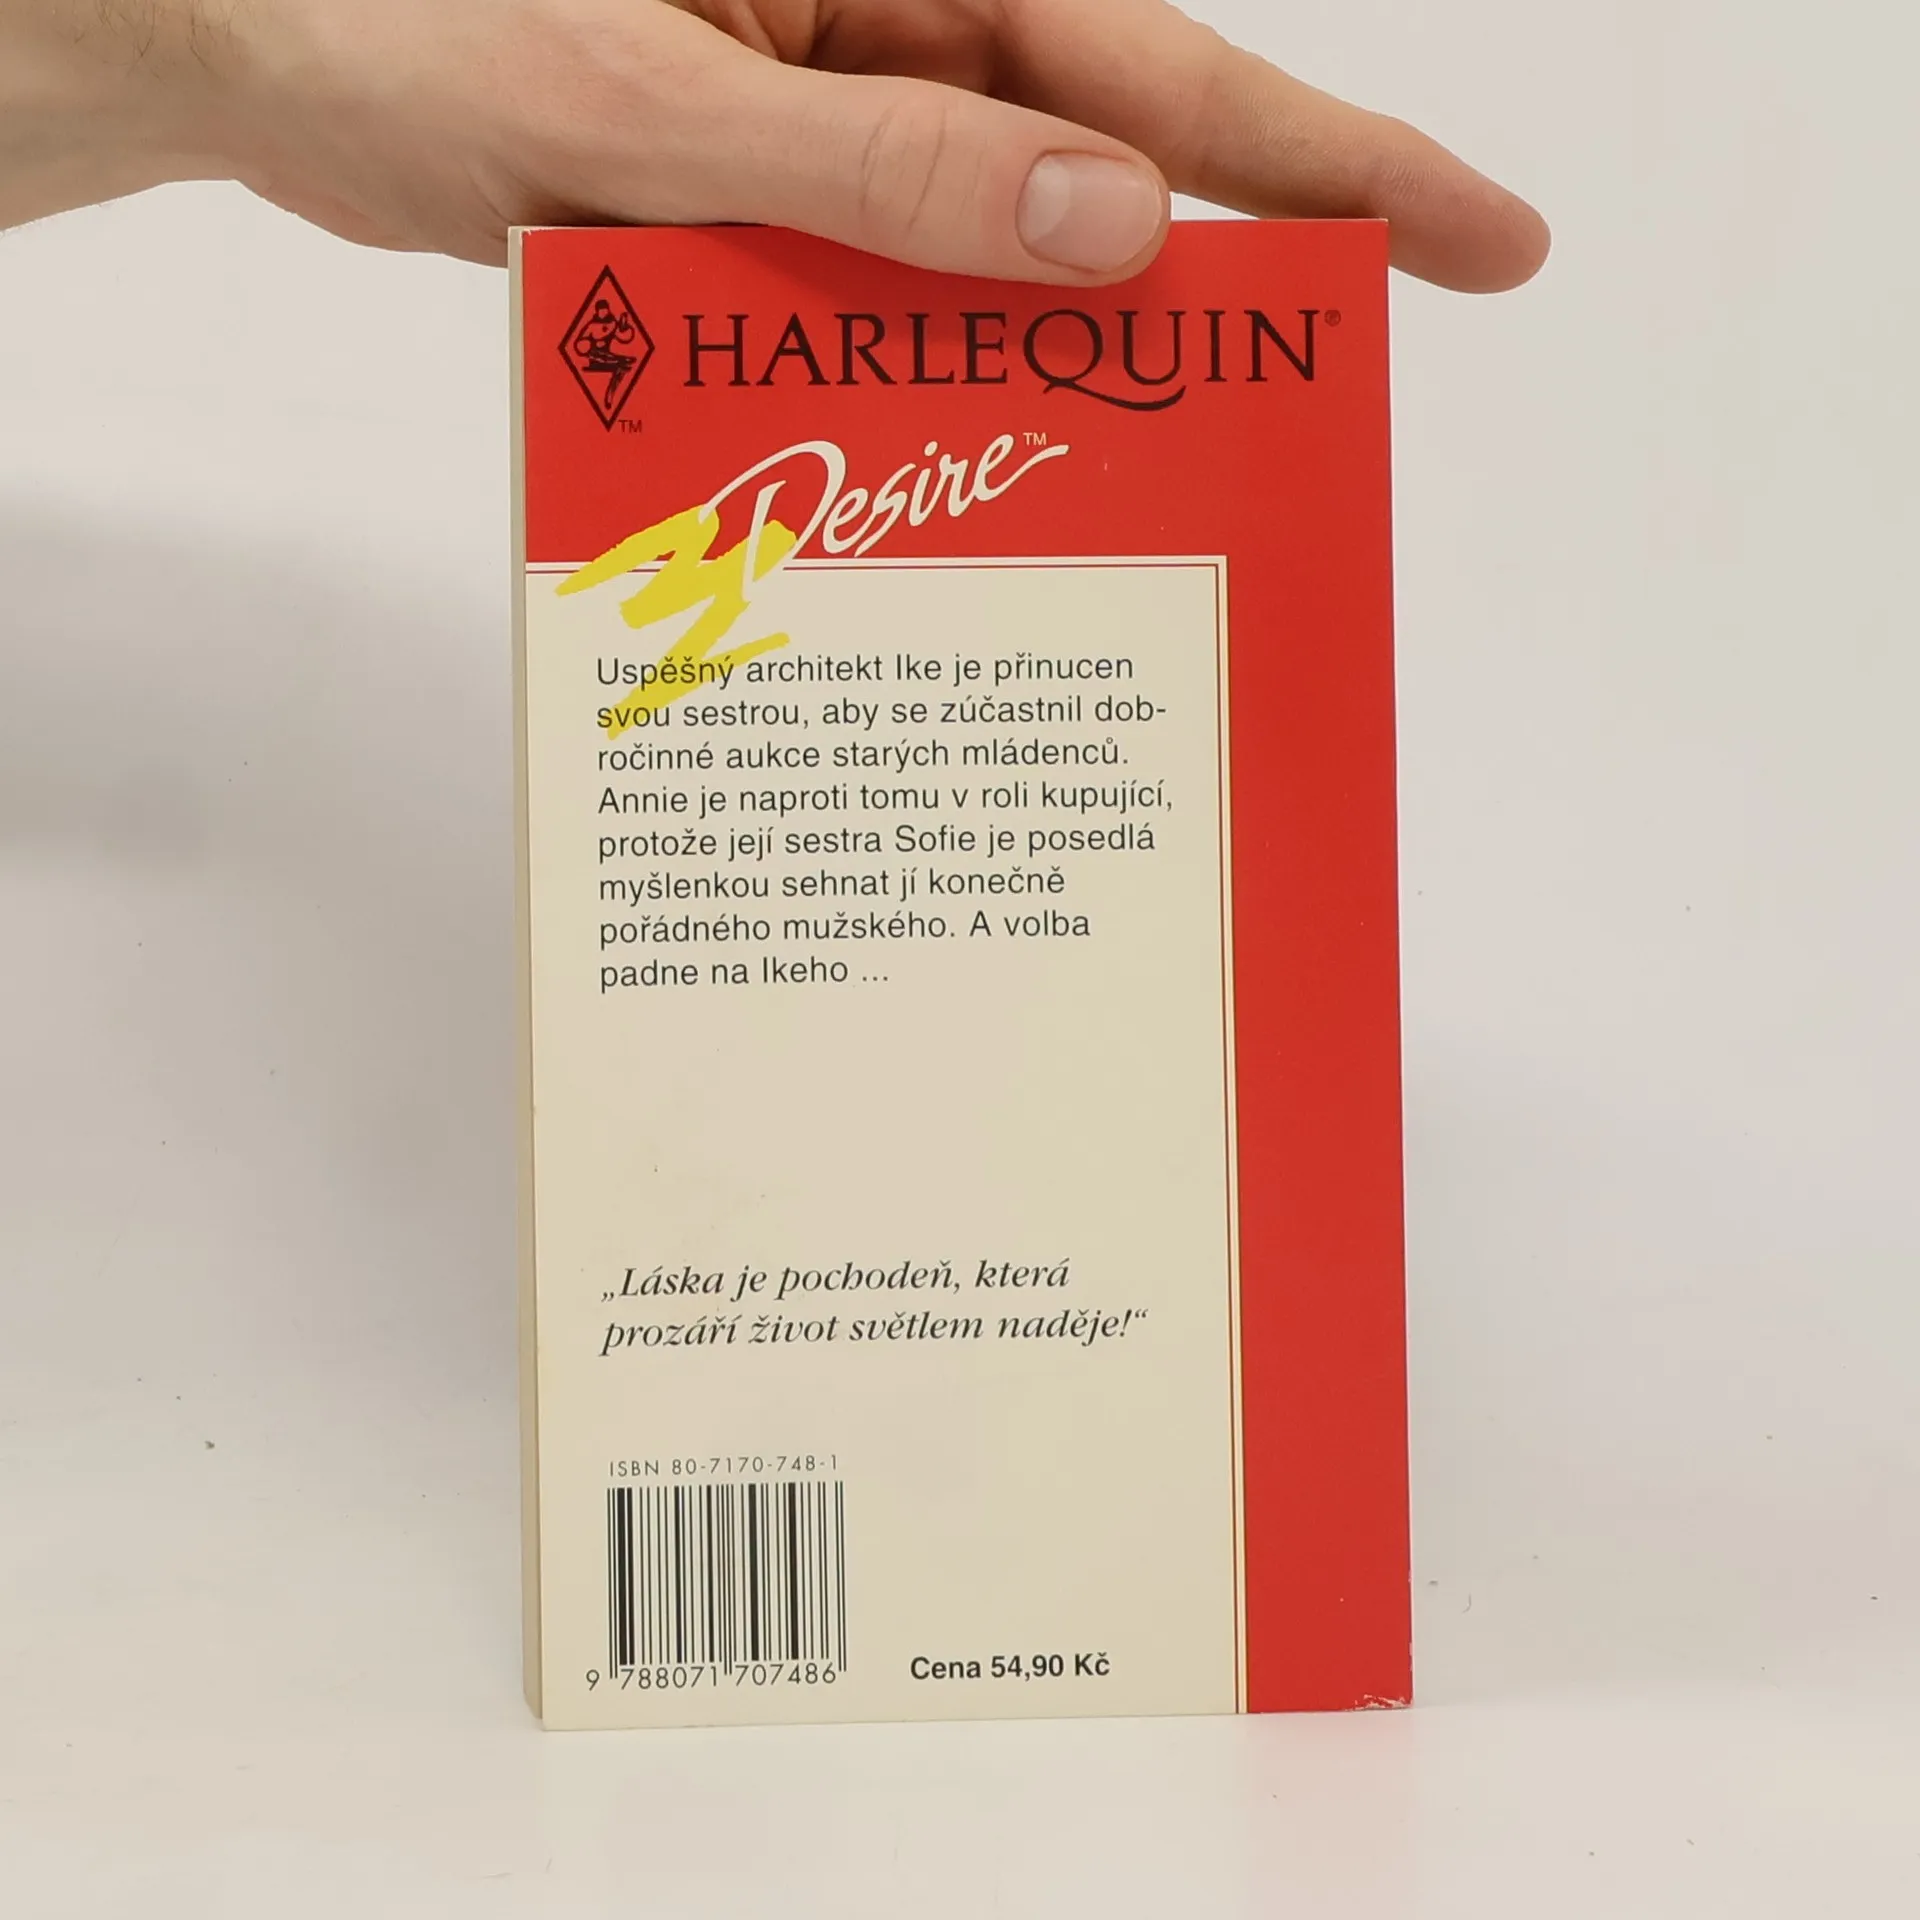 HARLEQUIN®
TM
Desire™
Uspěšný architekt Ike je přinucen
svou sestrou, aby se zúčastnil dob-
ročinné aukce starých mládenců.
Annie je naproti tomu v roli kupující,
protože její sestra Sofie je posedlá
myšlenkou sehnat jí konečně
pořádného mužského. A volba
padne na Ikeho ...
„Láska je pochodeň, která
prozáří život světlem naděje!“
ISBN 80-7170-748-1
9 788071 707486
Cena 54,90 Kč